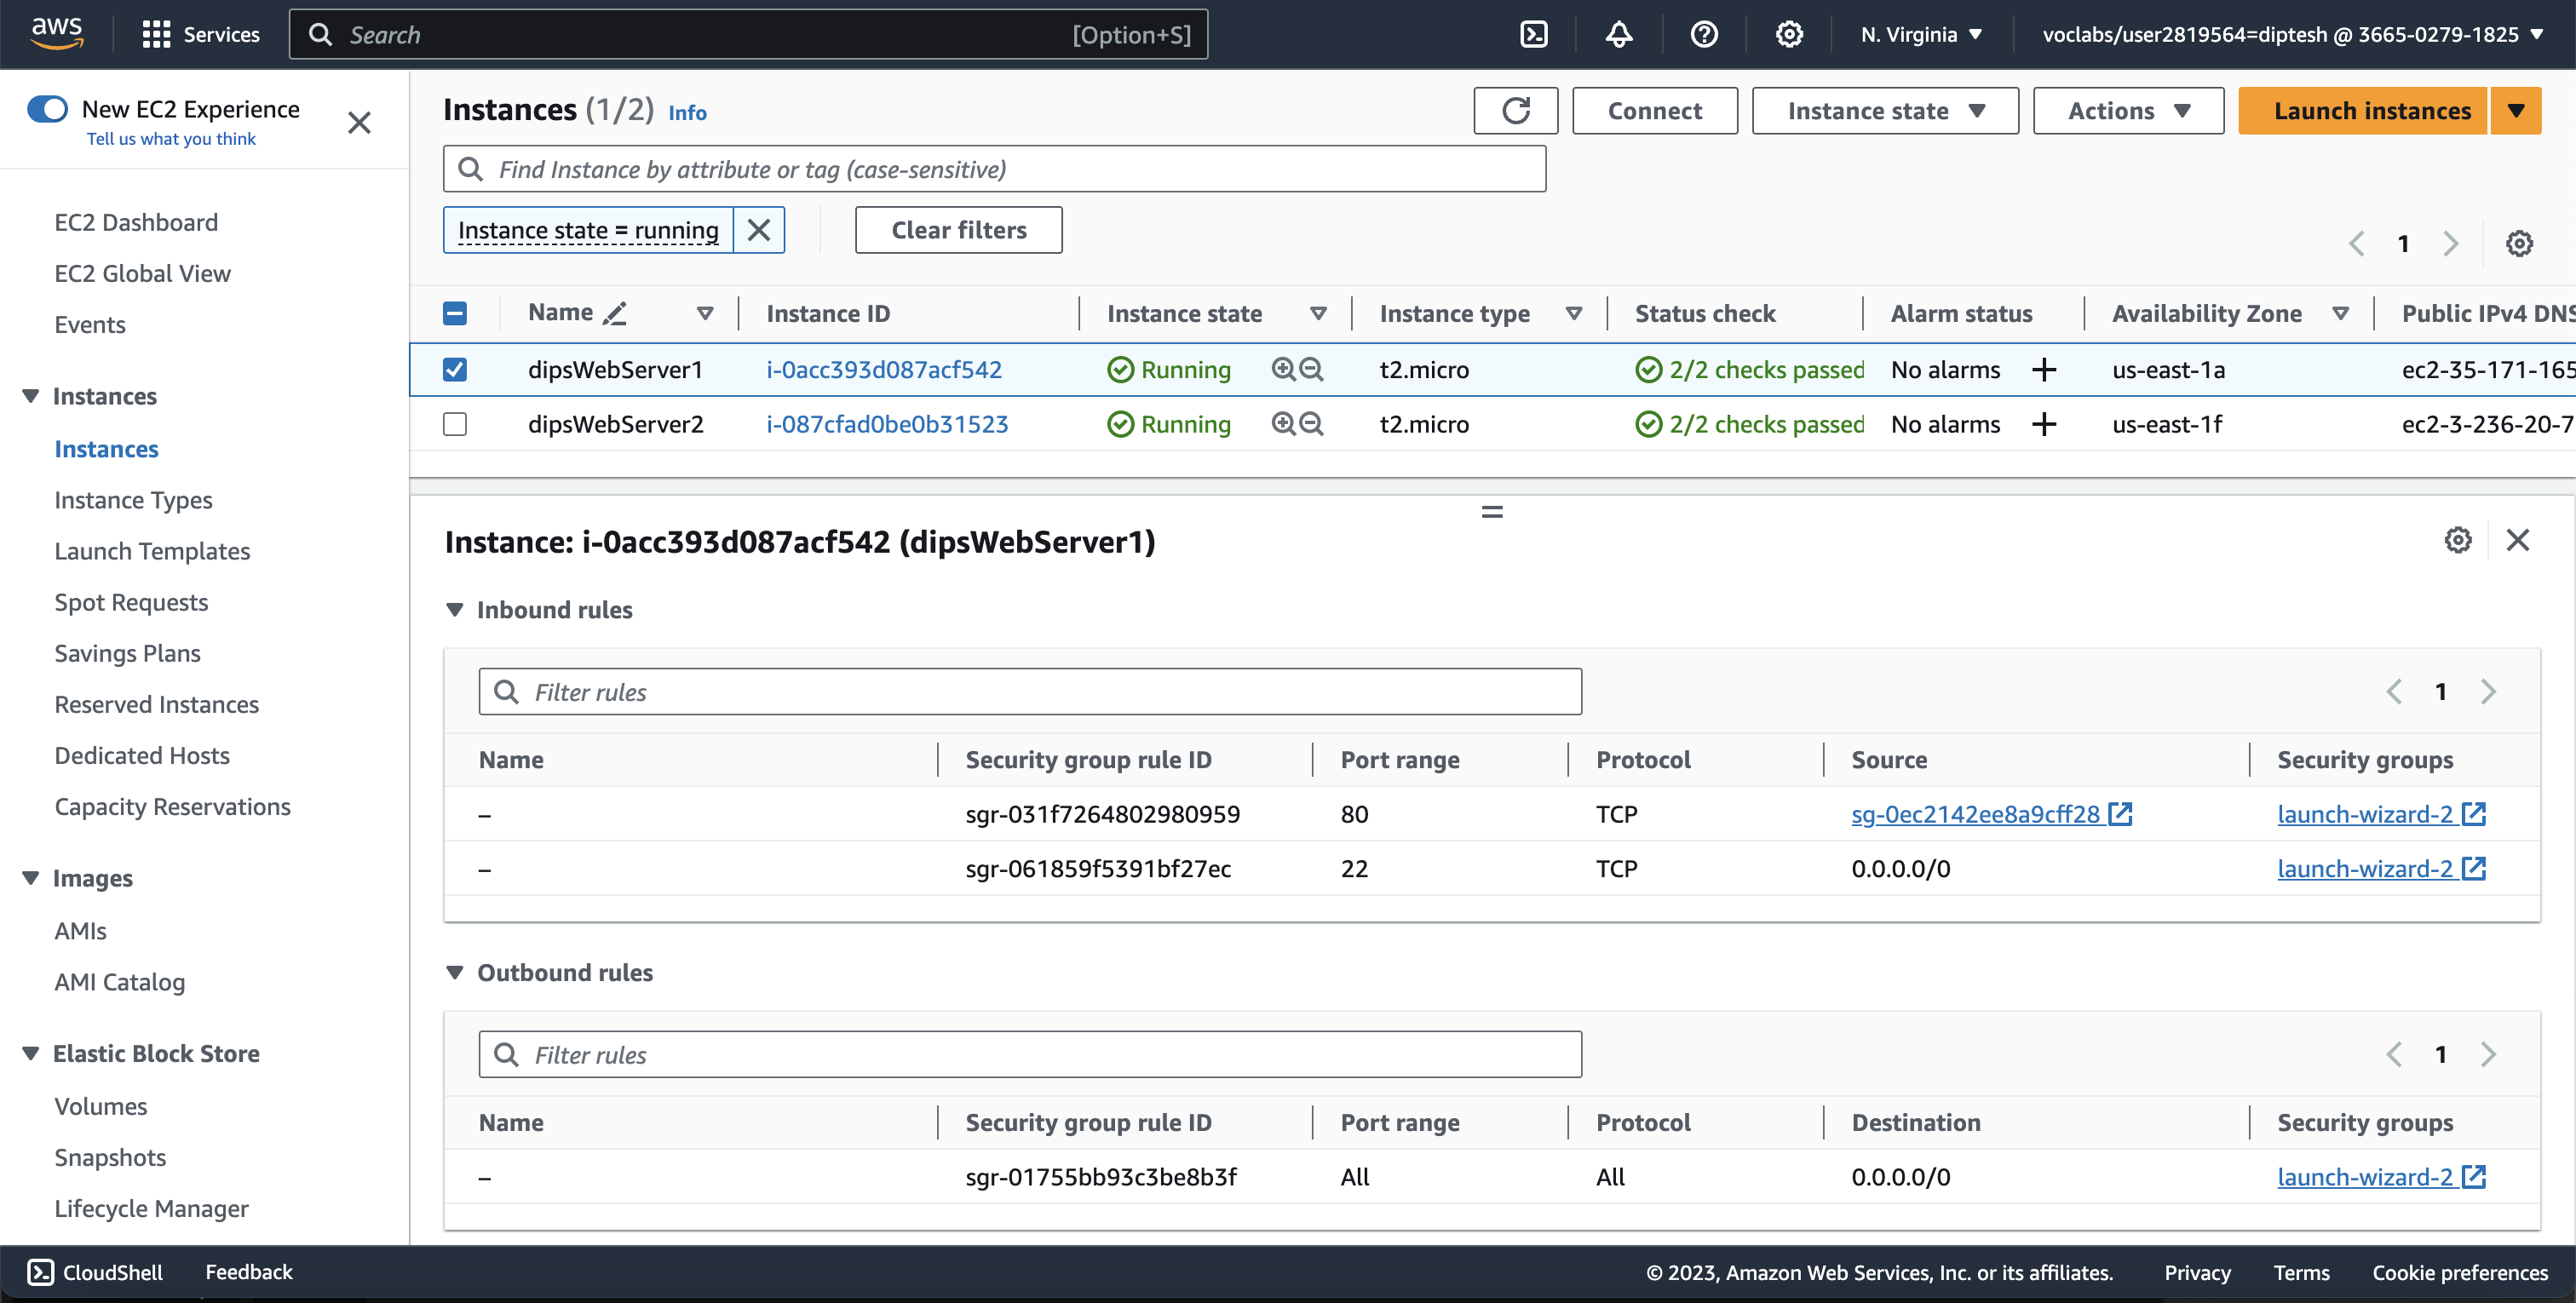 aws Services Search [Option+S] N. Virginia voclabs/user2819564=diptesh @ 3665-0279-1825
New EC2 Experience
Tell us what you think
EC2 Dashboard
EC2 Global View
Events
Instances
Instances
Instance Types
Launch Templates
Spot Requests
Savings Plans
Reserved Instances
Dedicated Hosts
Capacity Reservations
Images
AMIs
AMI Catalog
Elastic Block Store
Volumes
Snapshots
Lifecycle Manager
Instances (1/2) Info Connect Instance state Actions Launch instances
Find Instance by attribute or tag (case-sensitive)
Instance state = running Clear filters 1
Name Instance ID Instance state Instance type Status check Alarm status Availability Zone Public IPv4 DNS
dipsWebServer1 i-0acc393d087acf542 Running t2.micro 2/2 checks passed No alarms + us-east-1a ec2-35-171-165
dipsWebServer2 i-087cfad0be0b31523 Running t2.micro 2/2 checks passed No alarms + us-east-1f ec2-3-236-20-7
Instance: i-0acc393d087acf542 (dipsWebServer1)
Inbound rules
Filter rules 1
Name Security group rule ID Port range Protocol Source Security groups
– sgr-031f7264802980959 80 TCP sg-0ec2142ee8a9cff28 launch-wizard-2
– sgr-061859f5391bf27ec 22 TCP 0.0.0.0/0 launch-wizard-2
Outbound rules
Filter rules 1
Name Security group rule ID Port range Protocol Destination Security groups
– sgr-01755bb93c3be8b3f All All 0.0.0.0/0 launch-wizard-2
CloudShell Feedback © 2023, Amazon Web Services, Inc. or its affiliates. Privacy Terms Cookie preferences